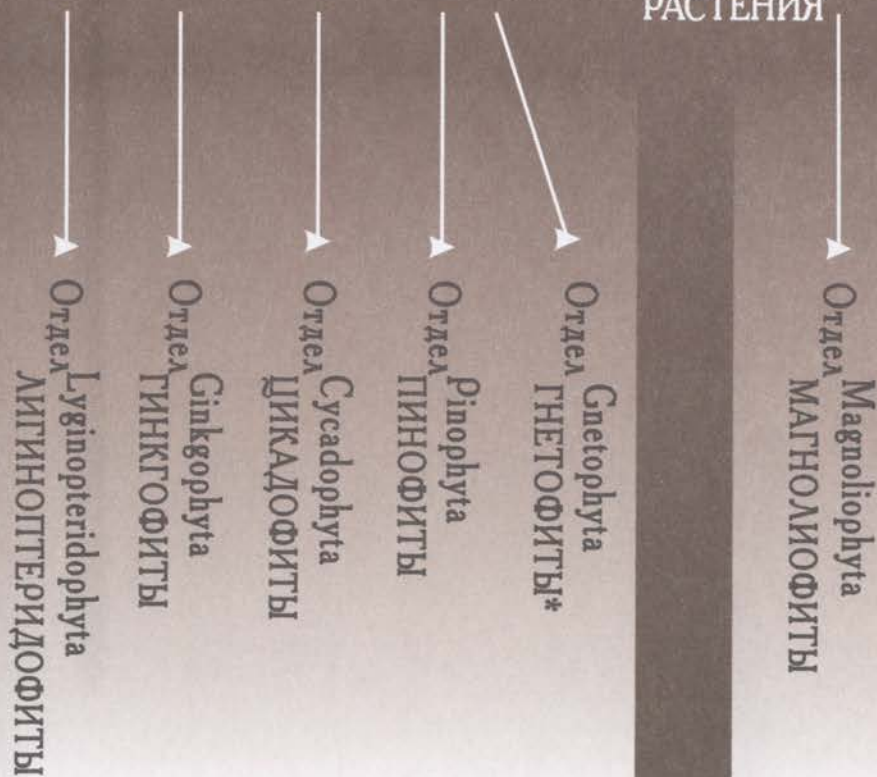 РАСТЕНИЯ
Отдел Lyginopteridophyta
ЛИГИНОПТЕРИДОФИТЫ
Отдел Ginkgophyta
ГИНКГОФИТЫ
Отдел Cycadophyta
ЦИКАДОФИТЫ
Отдел Pinophyta
ПИНОФИТЫ
Отдел Gnetophyta
ГНЕТОФИТЫ*
Отдел Magnoliophyta
МАГНОЛИОФИТЫ